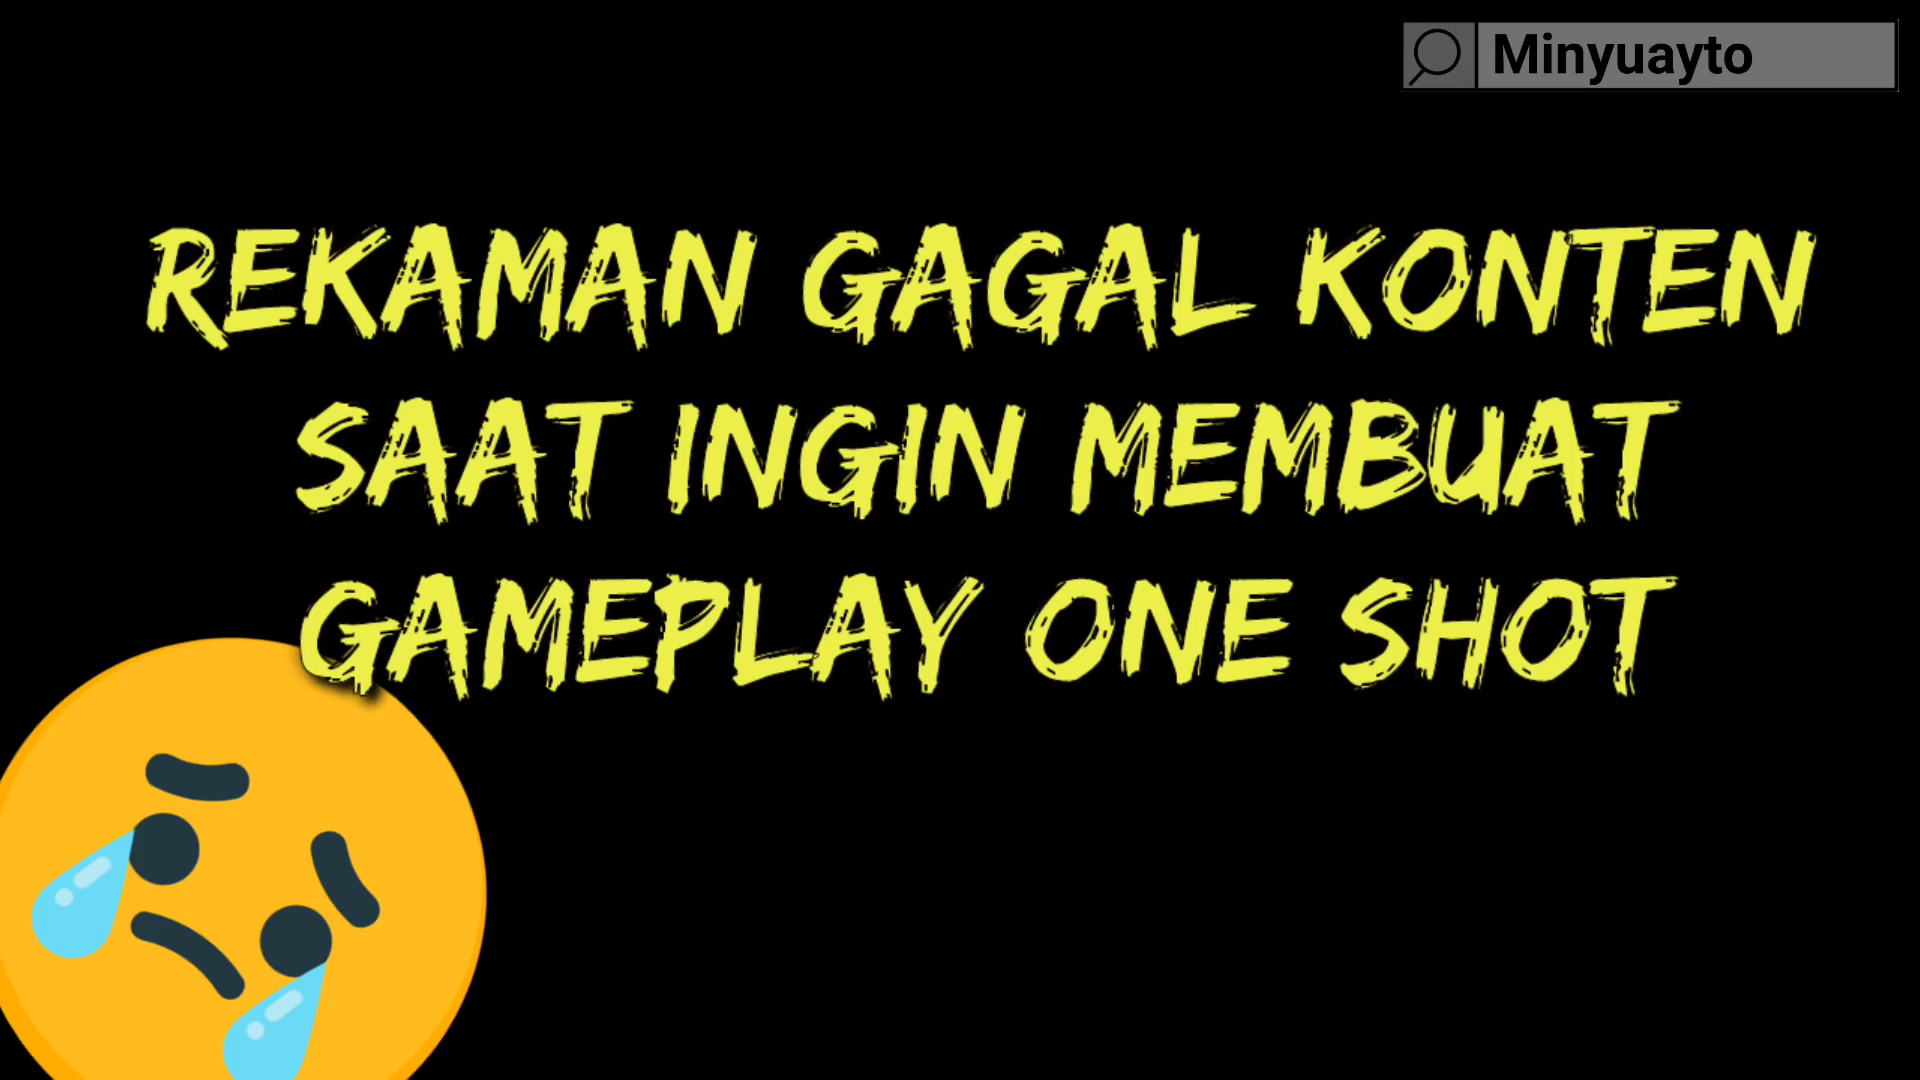 Minyuayto
REKAMAN GAGAL KONTEN
SAAT INGIN MEMBUAT
GAMEPLAY ONE SHOT